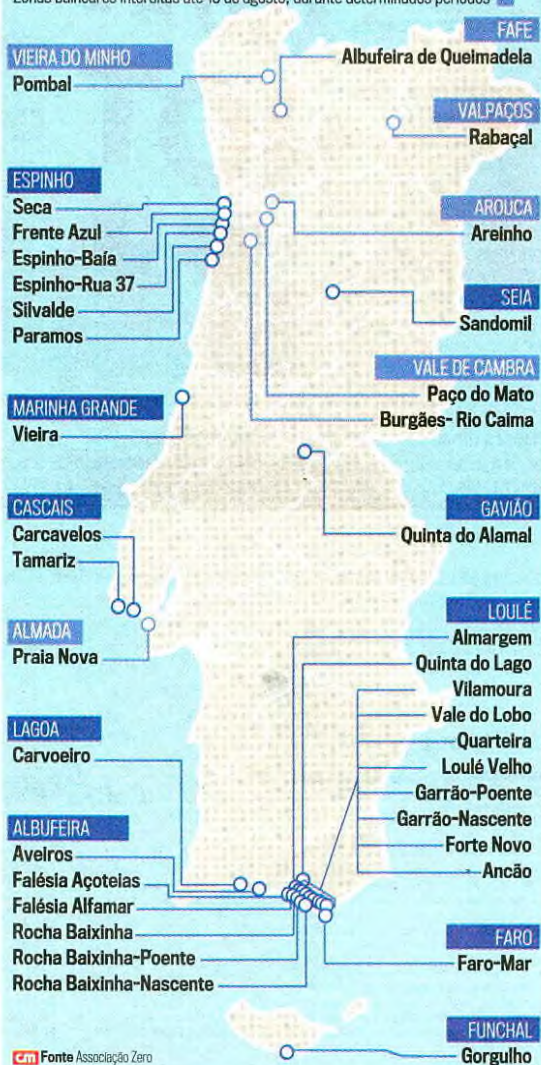 Zonas balneares interditas até 15 de agosto, durante determinados períodos
FAFE
Albufeira de Queimadela
VIEIRA DO MINHO
Pombal
VALPAÇOS
Rabaçal
ESPINHO
Seca
Frente Azul
Espinho-Baía
Espinho-Rua 37
Silvalde
Paramos
AROUCA
Areinho
SEIA
Sandomil
VALE DE CAMBRA
Paço do Mato
Burgães- Rio Caima
MARINHA GRANDE
Vieira
GAVIÃO
Quinta do Alamal
CASCAIS
Carcavelos
Tamariz
ALMADA
Praia Nova
LOULÉ
Almargem
Quinta do Lago
Vilamoura
Vale do Lobo
Quarteira
Loulé Velho
Garrão-Poente
Garrão-Nascente
Forte Novo
Ancão
LAGOA
Carvoeiro
ALBUFEIRA
Aveiros
Falésia Açoteias
Falésia Alfamar
Rocha Baixinha
Rocha Baixinha-Poente
Rocha Baixinha-Nascente
FARO
Faro-Mar
FUNCHAL
Gorgulho
cm Fonte Associação Zero